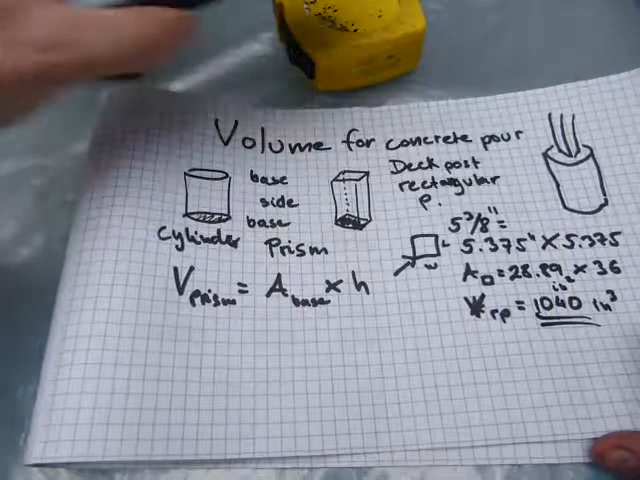 Volume for concrete pour
base
side
base
Cylinder
Prism
V prism = A base × h
Deck post
rectangular
P.
5 3/8" =
5.375" × 5.375
L
w
A□ = 28.89 in² × 36
V rp = 1040 in³